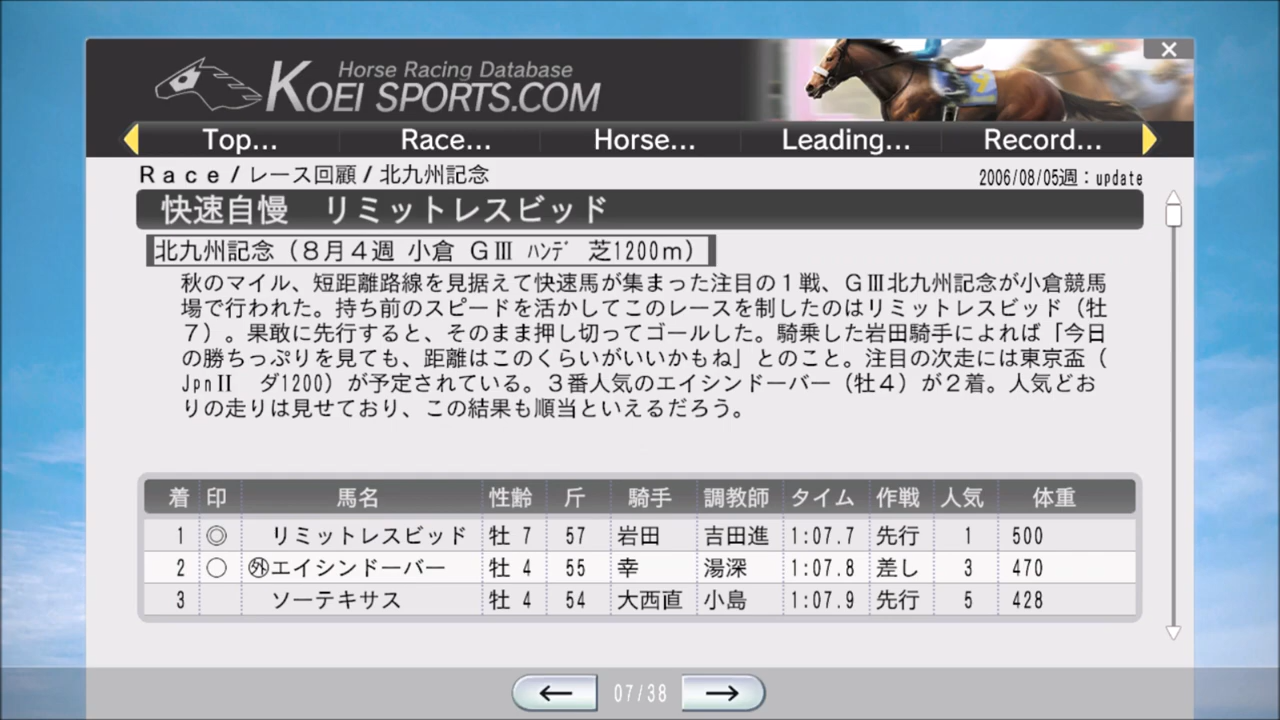 Horse Racing Database
KOEI SPORTS.COM
Top... Race... Horse... Leading... Record...
Ｒａｃｅ / レース回顧 / 北九州記念
2006/08/05週：update
快速自慢　リミットレスビッド
北九州記念（８月４週 小倉 ＧⅢ ﾊﾝﾃﾞ 芝1200ｍ）
秋のマイル、短距離路線を見据えて快速馬が集まった注目の１戦、ＧⅢ北九州記念が小倉競馬
場で行われた。持ち前のスピードを活かしてこのレースを制したのはリミットレスビッド（牡
７）。果敢に先行すると、そのまま押し切ってゴールした。騎乗した岩田騎手によれば「今日
の勝ちっぷりを見ても、距離はこのくらいがいいかもね」とのこと。注目の次走には東京盃（
JpnⅡ　ダ1200）が予定されている。３番人気のエイシンドーバー（牡４）が２着。人気どお
りの走りは見せており、この結果も順当といえるだろう。
着 印 馬名 性齢 斤 騎手 調教師 タイム 作戦 人気 体重
1 ◎ リミットレスビッド 牡 7 57 岩田 吉田進 1:07.7 先行 1 500
2 ○ ㊕エイシンドーバー 牡 4 55 幸 湯深 1:07.8 差し 3 470
3 ソーテキサス 牡 4 54 大西直 小島 1:07.9 先行 5 428
← 07/38 →